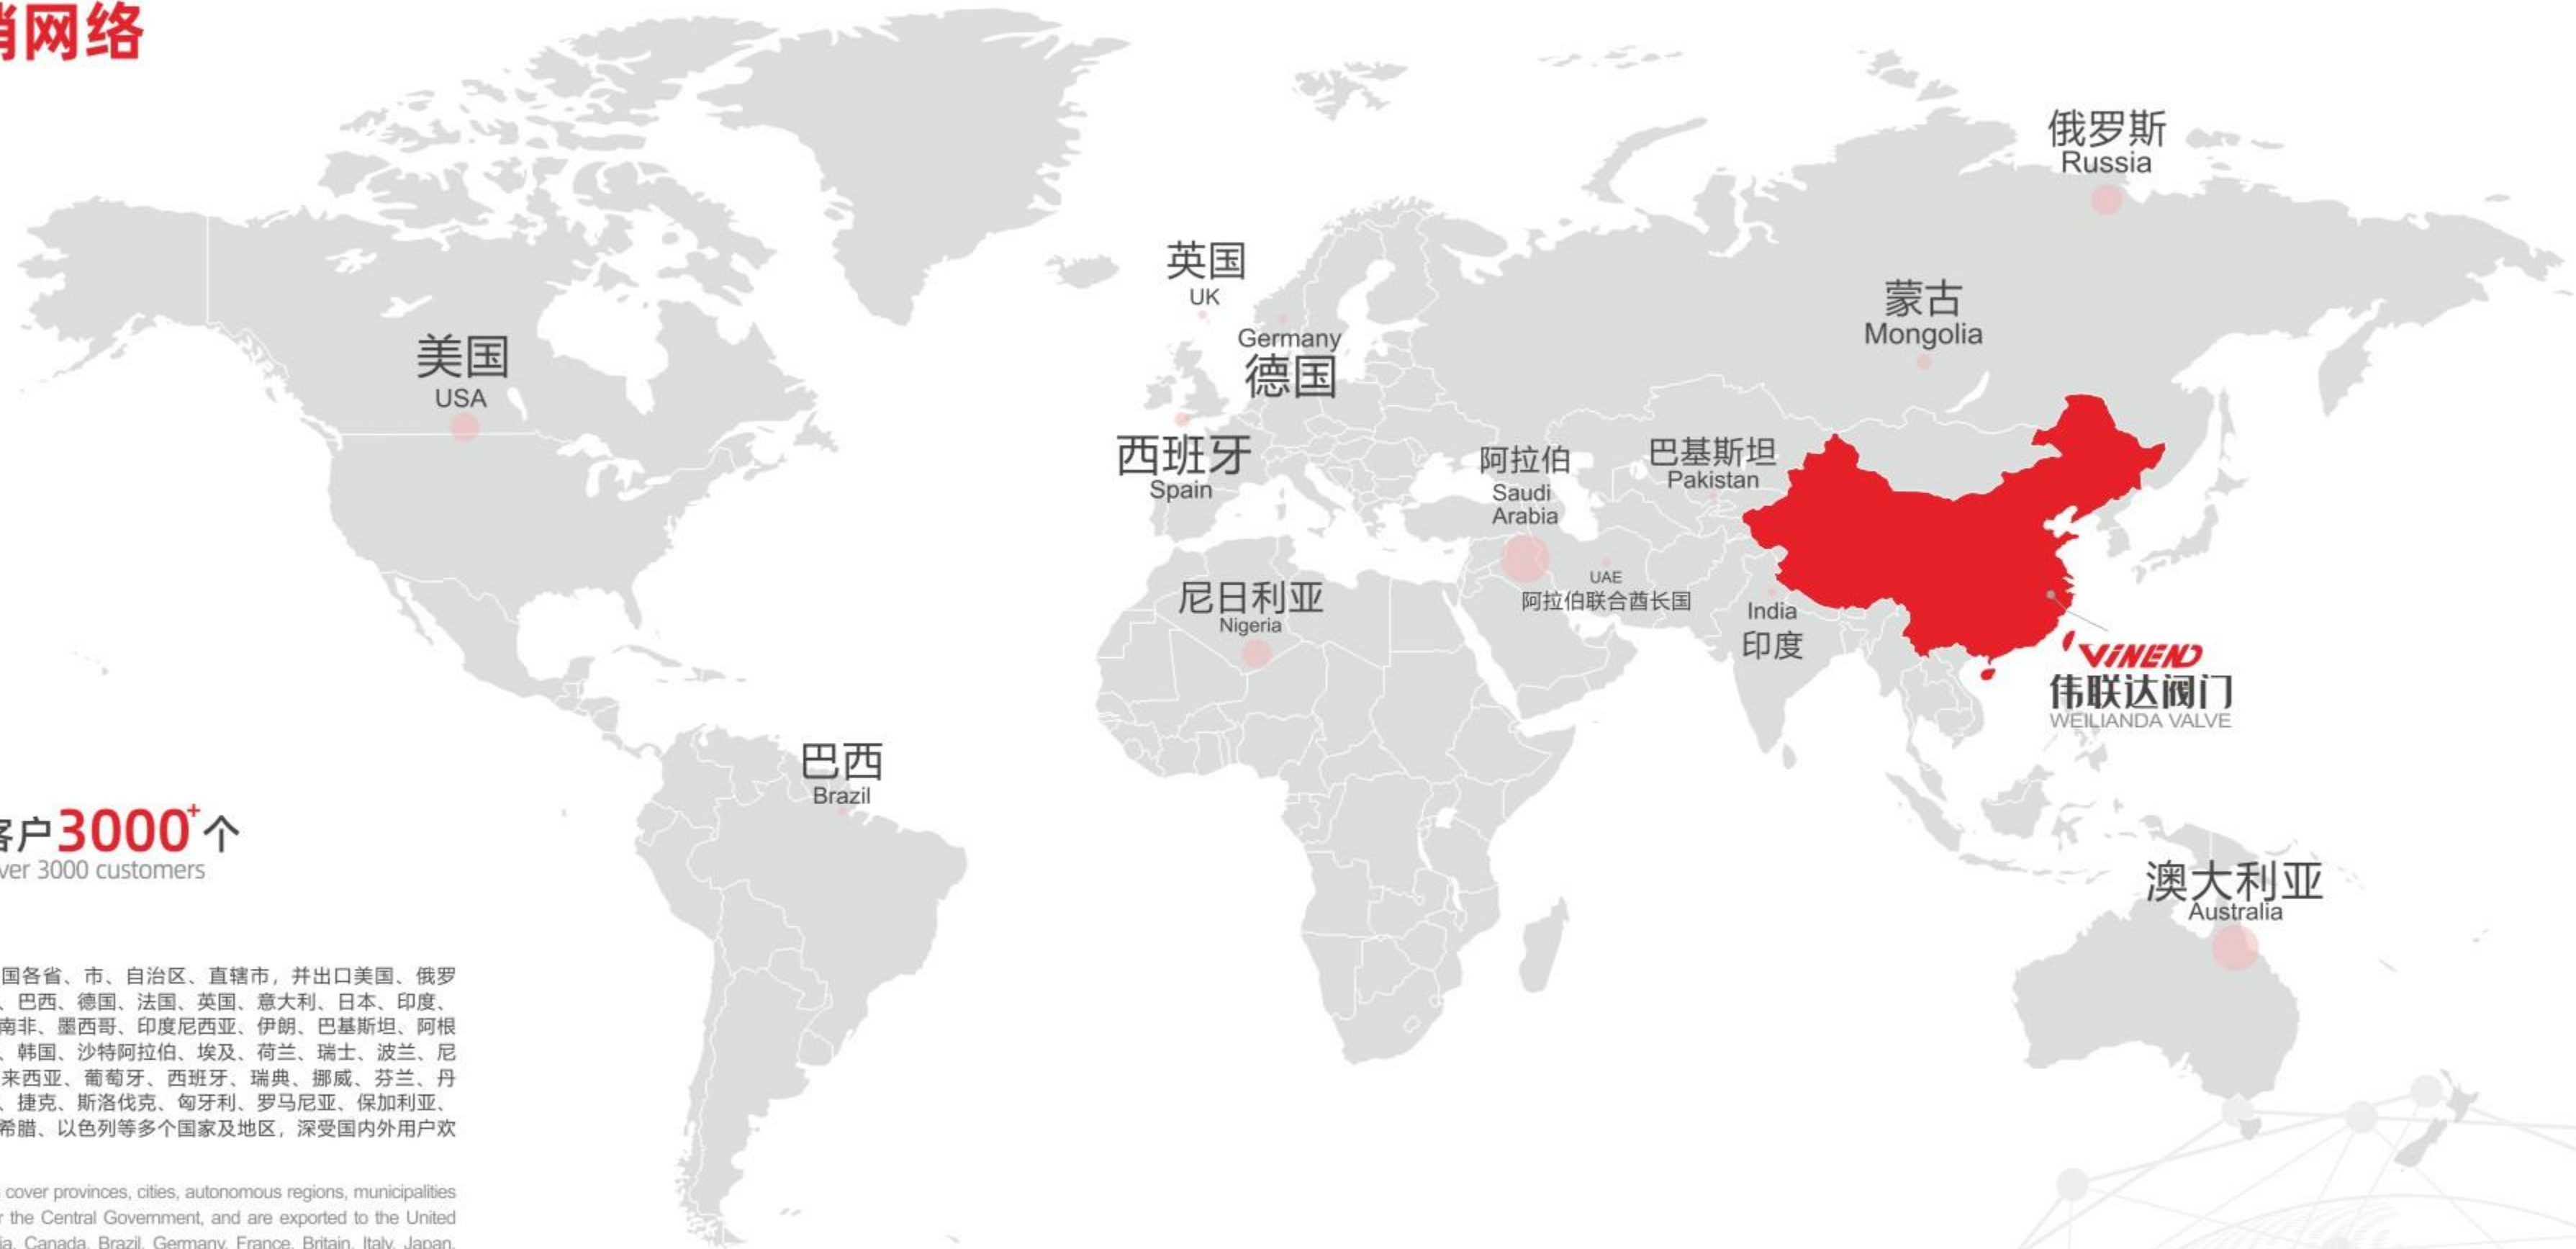 销网络
俄罗斯
Russia
英国
UK
蒙古
Mongolia
Germany
德国
美国
USA
西班牙
Spain
阿拉伯
Saudi
Arabia
巴基斯坦
Pakistan
UAE
阿拉伯联合酋长国
尼日利亚
Nigeria
India
印度
ViNEND
伟联达阀门
WEILIANDA VALVE
巴西
Brazil
客户3000+个
ver 3000 customers
澳大利亚
Australia
国各省、市、自治区、直辖市，并出口美国、俄罗
、巴西、德国、法国、英国、意大利、日本、印度、
南非、墨西哥、印度尼西亚、伊朗、巴基斯坦、阿根
、韩国、沙特阿拉伯、埃及、荷兰、瑞士、波兰、尼
来西亚、葡萄牙、西班牙、瑞典、挪威、芬兰、丹
、捷克、斯洛伐克、匈牙利、罗马尼亚、保加利亚、
希腊、以色列等多个国家及地区，深受国内外用户欢
cover provinces, cities, autonomous regions, municipalities
r the Central Government, and are exported to the United
ia, Canada, Brazil, Germany, France, Britain, Italy, Japan,